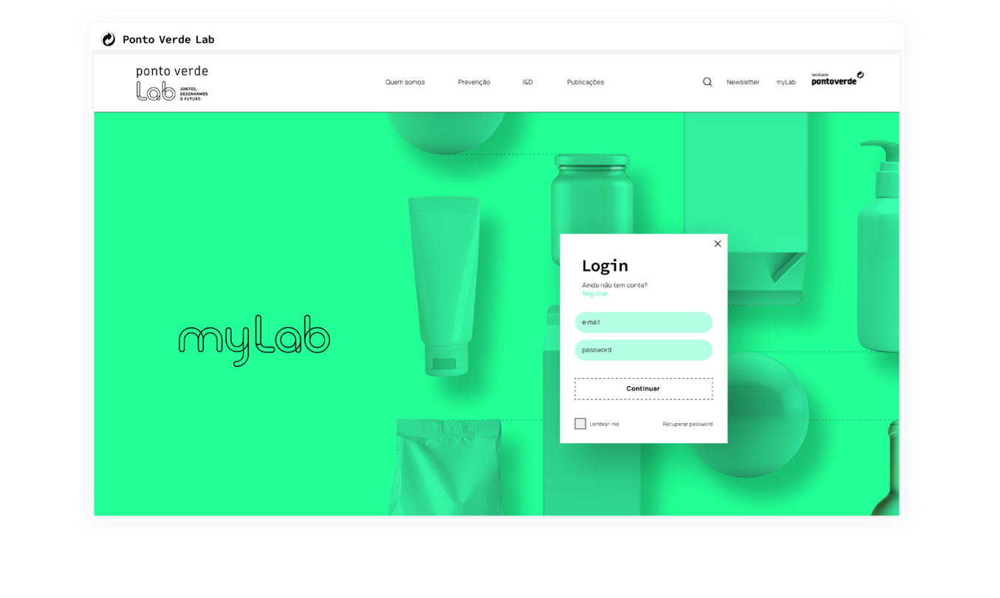 Ponto Verde Lab
ponto verde
Lab
JUNTOS,
DESENHAMOS
O FUTURO.
Quem somos
Prevenção
I&D
Publicações
Newsletter
myLab
sociedade
pontoverde
myLab
Login
Ainda não tem conta?
Registar.
e-mail
password
Continuar
Lembrar-me
Recuperar password